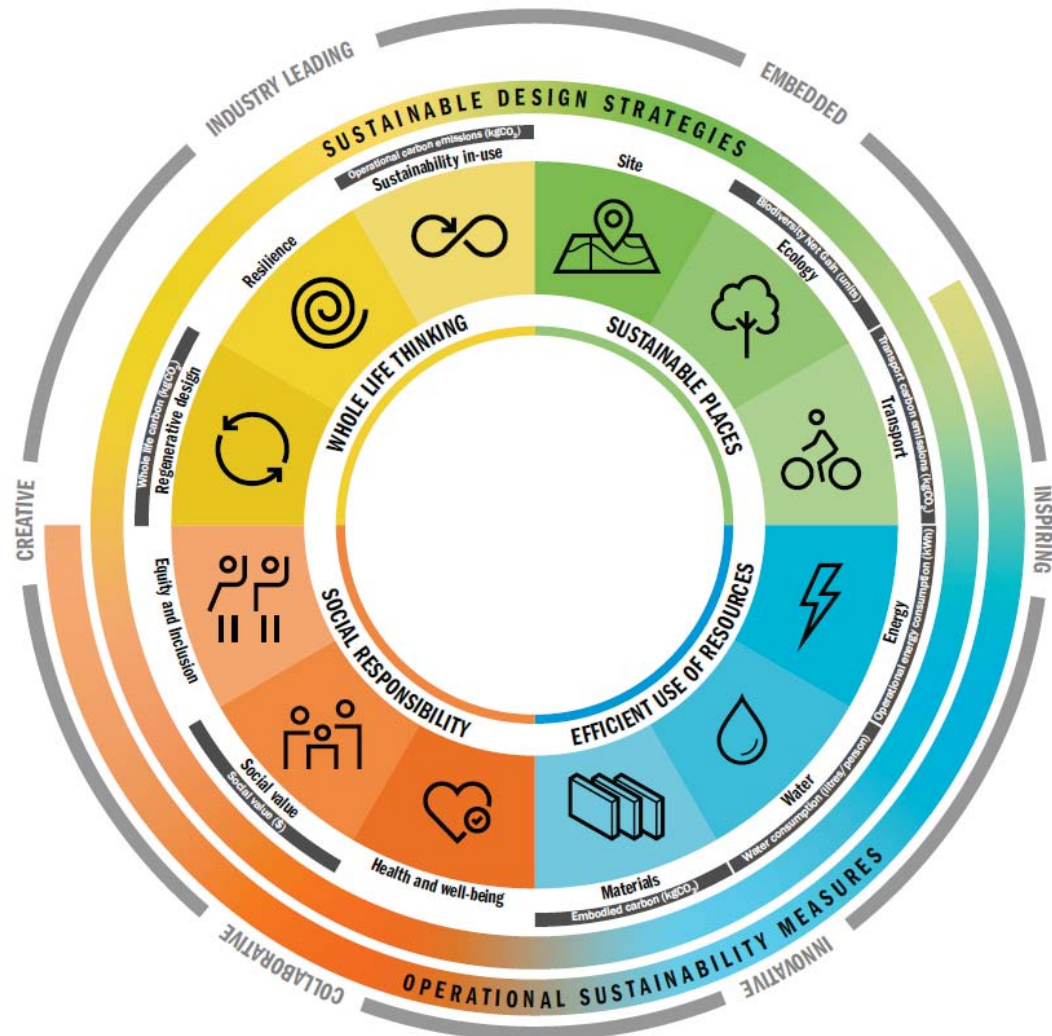 INDUSTRY LEADING
EMBEDDED
INSPIRING
INNOVATIVE
COLLABORATIVE
CREATIVE
SUSTAINABLE DESIGN STRATEGIES
OPERATIONAL SUSTAINABILITY MEASURES
Operational carbon emissions (kgCO₂)
Sustainability in-use
Site
Biodiversity Net Gain (units)
Ecology
Transport carbon emissions (kgCO₂)
Transport
Operational energy consumption (kWh)
Energy
Water consumption (litres/person)
Water
Materials
Embodied carbon (kgCO₂)
Health and well-being
Social value
Social value ($)
Equity and Inclusion
Whole life carbon (kgCO₂)
Regenerative design
Resilience
WHOLE LIFE THINKING
SUSTAINABLE PLACES
EFFICIENT USE OF RESOURCES
SOCIAL RESPONSIBILITY